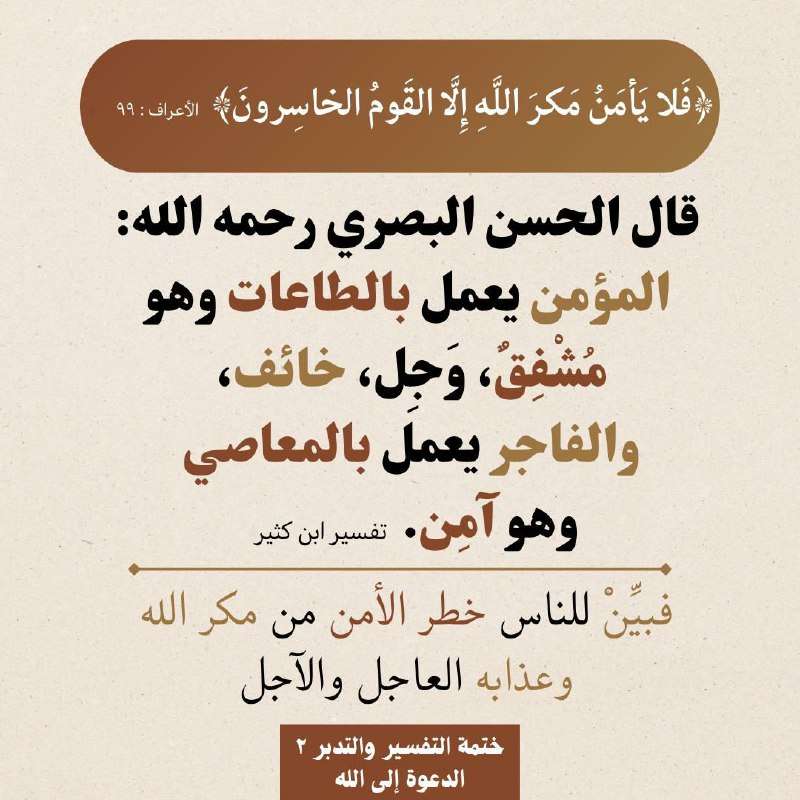 ﴿فَلا يَأمَنُ مَكرَ اللَّهِ إِلَّا القَومُ الخاسِرونَ﴾ الأعراف : ٩٩
قال الحسن البصري رحمه الله:
المؤمن يعمل بالطاعات وهو
مُشْفِقٌ، وَجِل، خائف،
والفاجر يعمل بالمعاصي
وهو آمِن. تفسير ابن كثير
فبيِّنْ للناس خطر الأمن من مكر الله
وعذابه العاجل والآجل
ختمة التفسير والتدبر ٢
الدعوة إلى الله